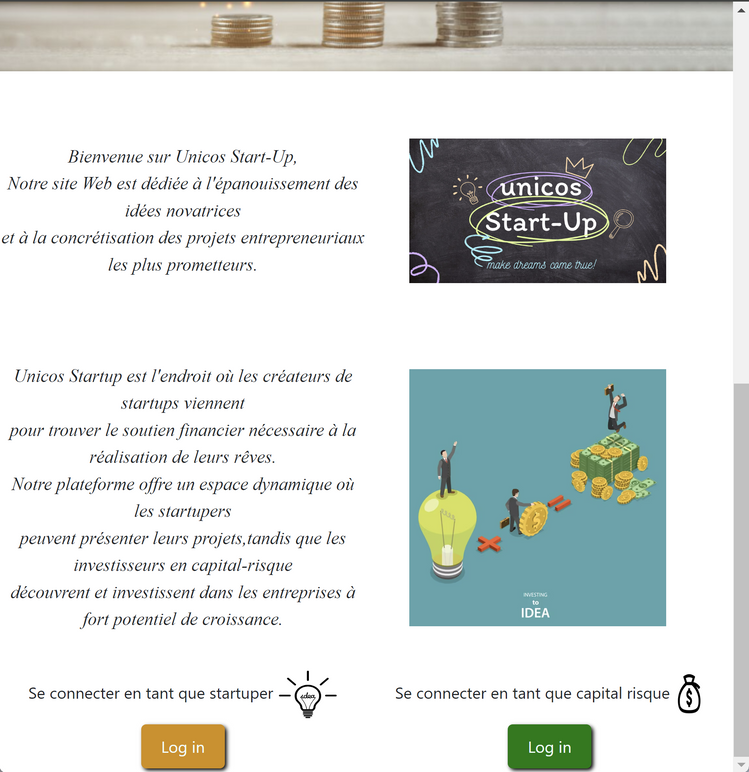 Bienvenue sur Unicos Start-Up,
Notre site Web est dédiée à l'épanouissement des
idées novatrices
et à la concrétisation des projets entrepreneuriaux
les plus prometteurs.
unicos
Start-Up
make dreams come true!
Unicos Startup est l'endroit où les créateurs de
startups viennent
pour trouver le soutien financier nécessaire à la
réalisation de leurs rêves.
Notre plateforme offre un espace dynamique où
les startupers
peuvent présenter leurs projets,tandis que les
investisseurs en capital-risque
découvrent et investissent dans les entreprises à
fort potentiel de croissance.
INVESTING
to
IDEA
Se connecter en tant que startuper
idea
Log in
Se connecter en tant que capital risque
$
Log in